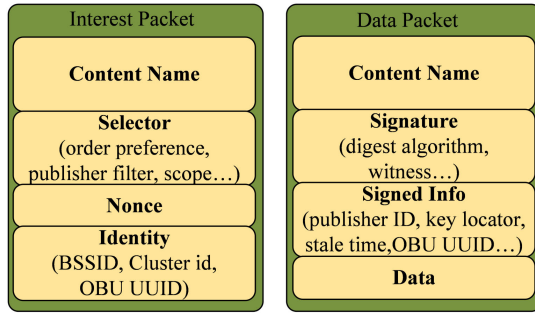 Interest Packet
Content Name
Selector
(order preference,
publisher filter, scope…)
Nonce
Identity
(BSSID, Cluster id,
OBU UUID)
Data Packet
Content Name
Signature
(digest algorithm,
witness…)
Signed Info
(publisher ID, key locator,
stale time,OBU UUID…)
Data